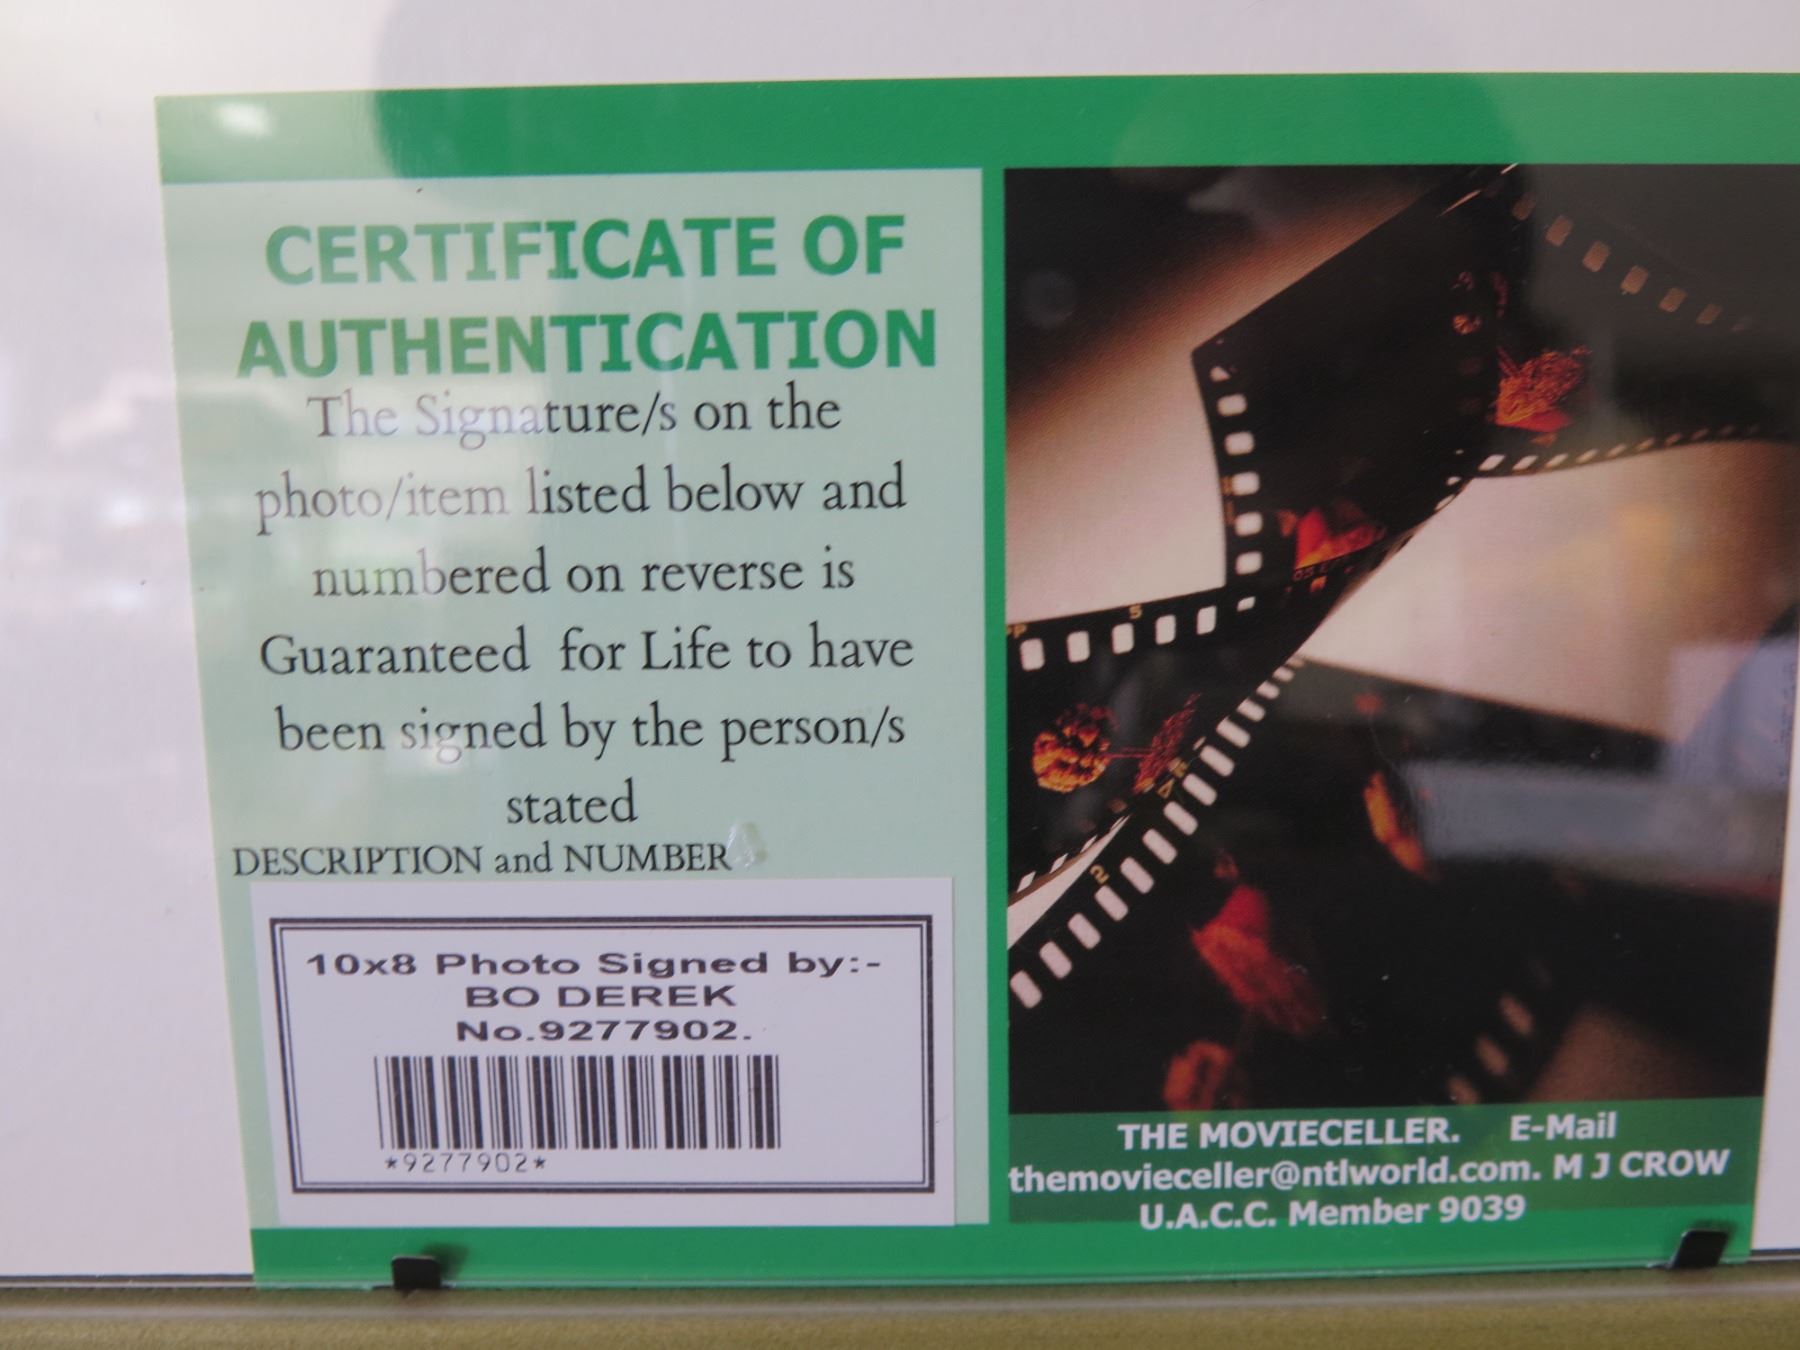 CERTIFICATE OF
AUTHENTICATION
The Signature/s on the
photo/item listed below and
numbered on reverse is
Guaranteed for Life to have
been signed by the person/s
stated
DESCRIPTION and NUMBER
10x8 Photo Signed by:-
BO DEREK
No.9277902.
*9277902*
THE MOVIECELLER. E-Mail
themovieceller@ntlworld.com. M J CROW
U.A.C.C. Member 9039
5
2